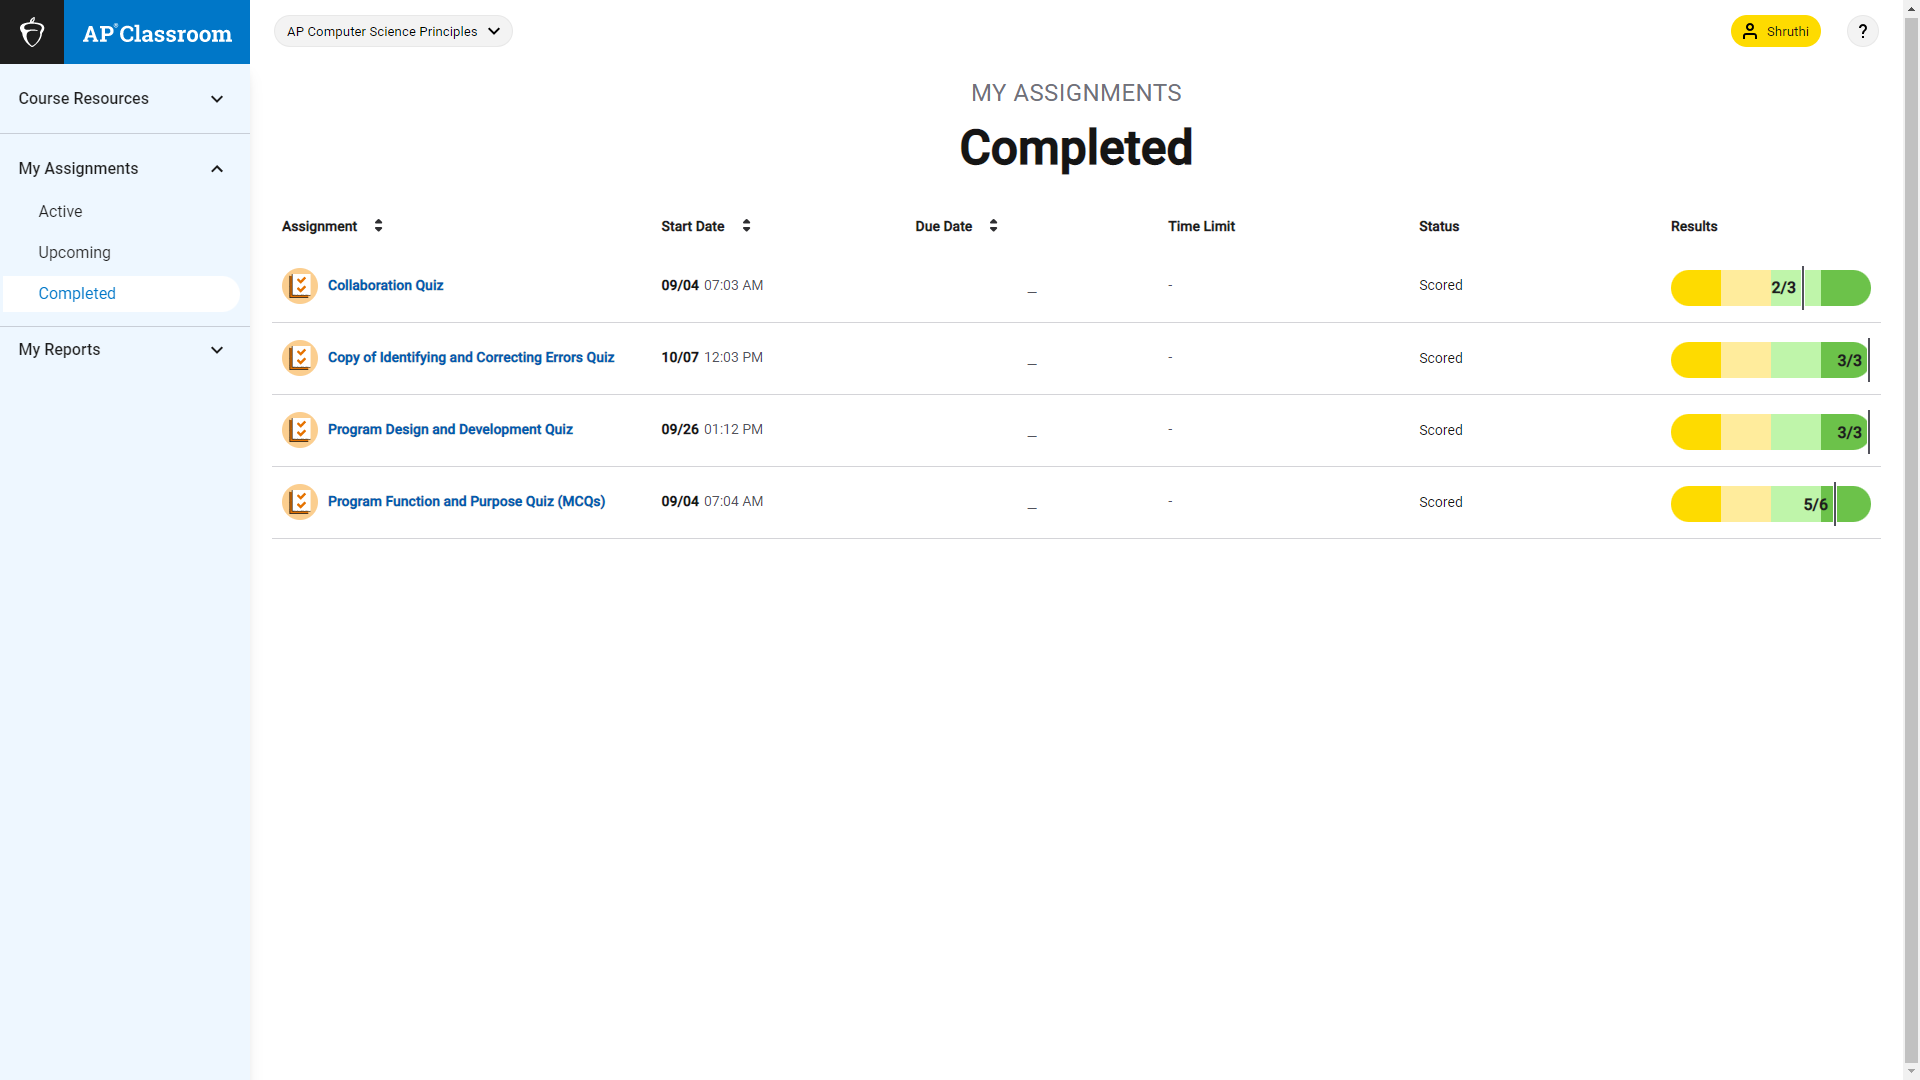 AP® Classroom
AP Computer Science Principles
Shruthi
?
Course Resources
My Assignments
Active
Upcoming
Completed
My Reports
MY ASSIGNMENTS
Completed
Assignment Start Date Due Date Time Limit Status Results
Collaboration Quiz 09/04 07:03 AM _ - Scored 2/3
Copy of Identifying and Correcting Errors Quiz 10/07 12:03 PM _ - Scored 3/3
Program Design and Development Quiz 09/26 01:12 PM _ - Scored 3/3
Program Function and Purpose Quiz (MCQs) 09/04 07:04 AM _ - Scored 5/6